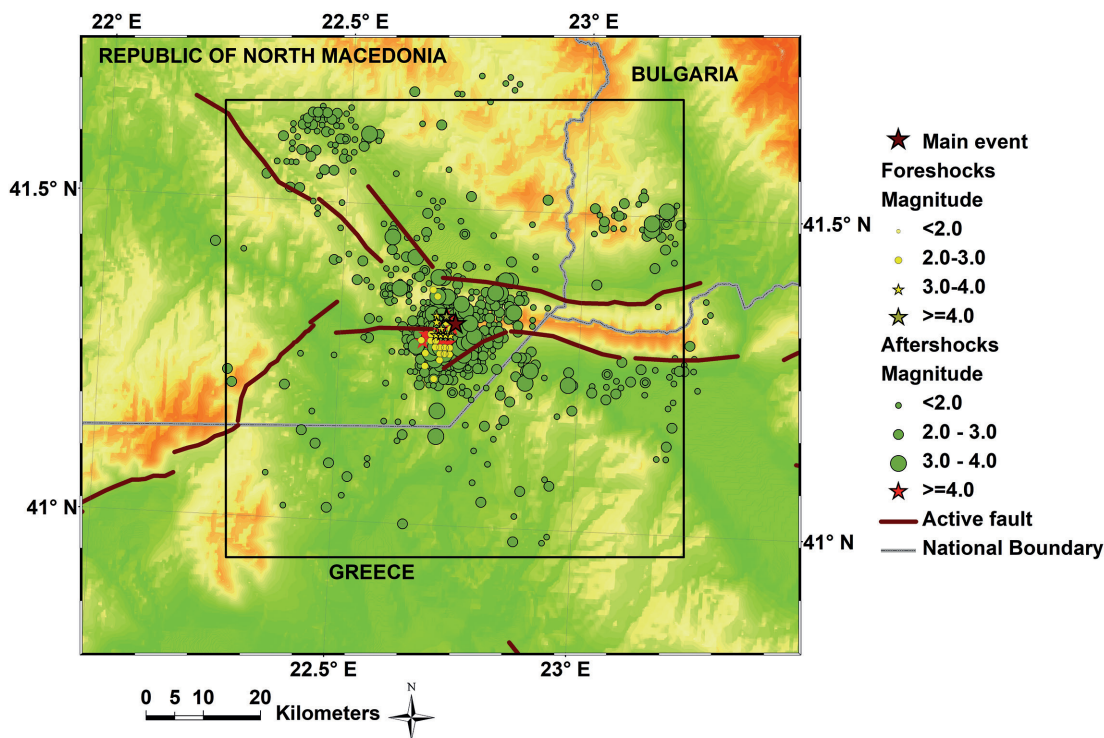 22° E 22.5° E 23° E
REPUBLIC OF NORTH MACEDONIA
BULGARIA
41.5° N
41.5° N
41° N
41° N
GREECE
22.5° E 23° E
0 5 10 20 Kilometers
N
Main event
Foreshocks
Magnitude
<2.0
2.0-3.0
3.0-4.0
>=4.0
Aftershocks
Magnitude
<2.0
2.0 - 3.0
3.0 - 4.0
>=4.0
Active fault
National Boundary